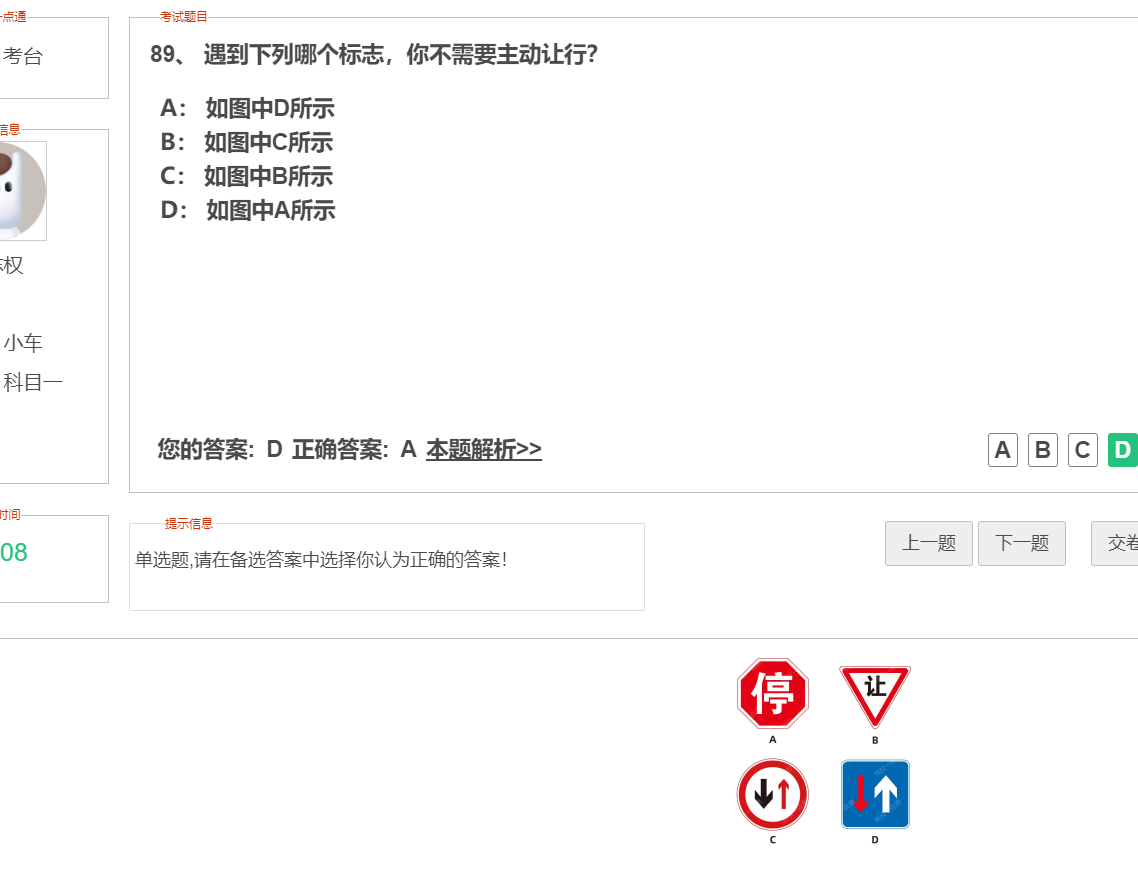 点通
考台
信息
权
小车
科目一
时间
08
考试题目
89、 遇到下列哪个标志，你不需要主动让行？
A： 如图中D所示
B： 如图中C所示
C： 如图中B所示
D： 如图中A所示
您的答案: D 正确答案: A 本题解析>>
A B C D
提示信息
单选题,请在备选答案中选择你认为正确的答案!
上一题 下一题 交卷
停 让
A B
C D